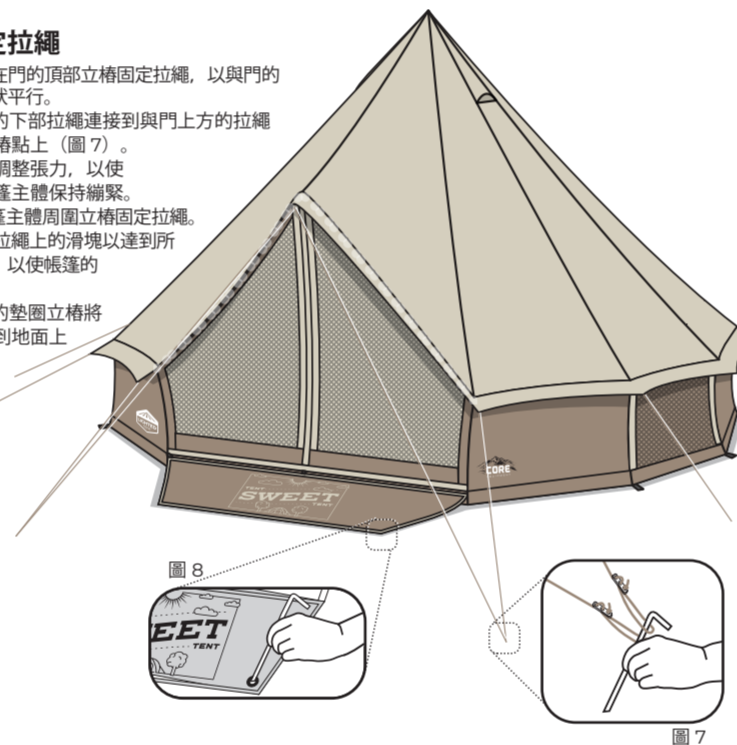 定拉繩
在門的頂部立樁固定拉繩，以與門的
狀平行。
的下部拉繩連接到與門上方的拉繩
樁點上（圖 7）。
調整張力，以使
篷主體保持繃緊。
篷主體周圍立樁固定拉繩。
拉繩上的滑塊以達到所
以使帳篷的
的墊圈立樁將
到地面上
CORE
TENT
SWEET
TENT
圖 8
EET
TENT
圖 7